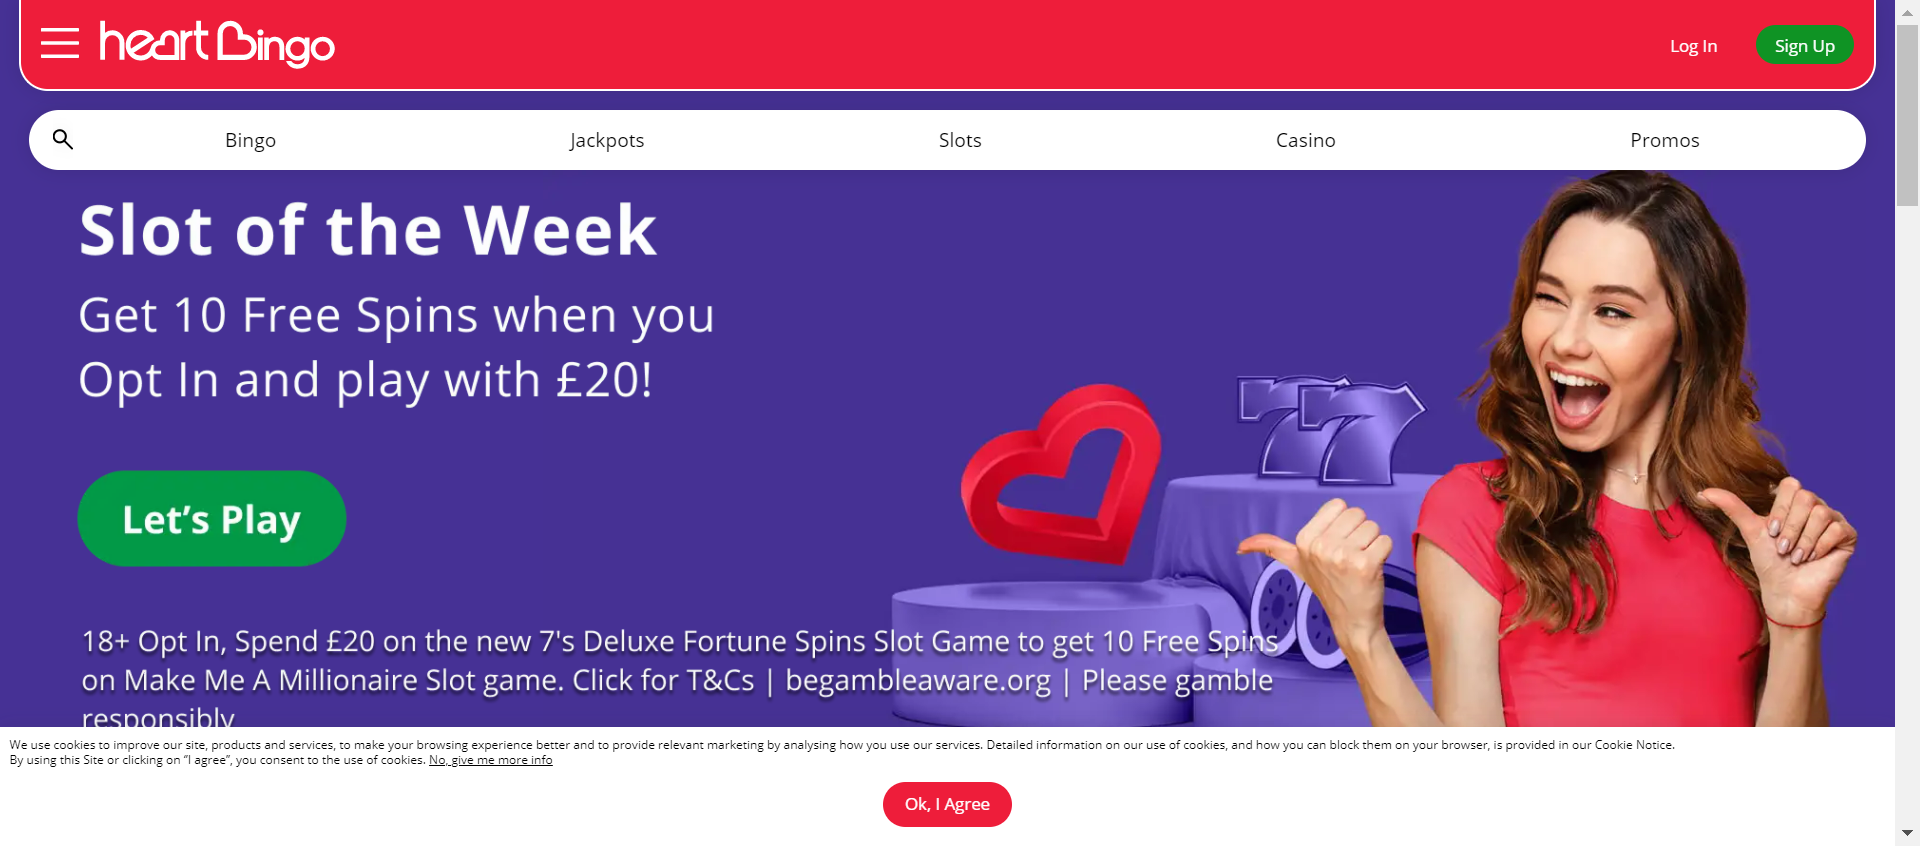 heart Bingo
Log In
Sign Up
Bingo
Jackpots
Slots
Casino
Promos
Slot of the Week
Get 10 Free Spins when you
Opt In and play with £20!
77
Let's Play
18+ Opt In, Spend £20 on the new 7's Deluxe Fortune Spins Slot Game to get 10 Free Spins
on Make Me A Millionaire Slot game. Click for T&Cs | begambleaware.org | Please gamble
responsibly
We use cookies to improve our site, products and services, to make your browsing experience better and to provide relevant marketing by analysing how you use our services. Detailed information on our use of cookies, and how you can block them on your browser, is provided in our Cookie Notice.
By using this Site or clicking on “I agree”, you consent to the use of cookies. No, give me more info
Ok, I Agree